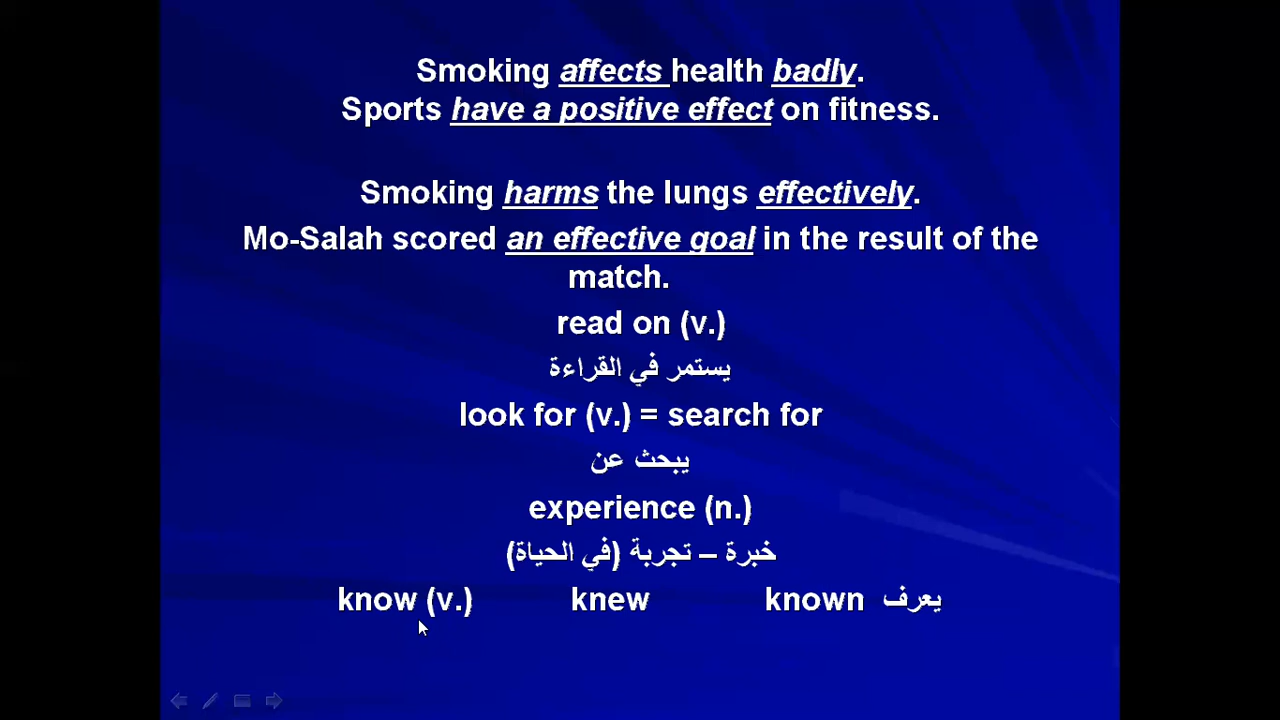 Smoking affects health badly.
Sports have a positive effect on fitness.
Smoking harms the lungs effectively.
Mo-Salah scored an effective goal in the result of the
match.
read on (v.)
يستمر في القراءة
look for (v.) = search for
يبحث عن
experience (n.)
خبرة – تجربة (في الحياة)
know (v.) knew known يعرف